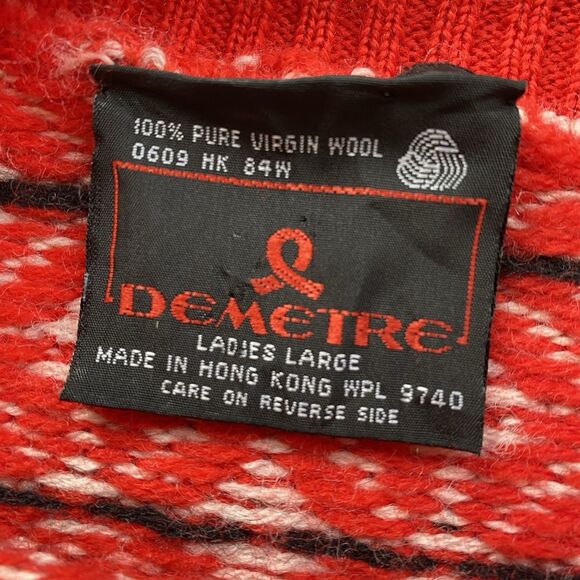 100% PURE VIRGIN WOOL
0609 HK 84W
DEMETRE
LADIES LARGE
MADE IN HONG KONG WPL 9740
CARE ON REVERSE SIDE